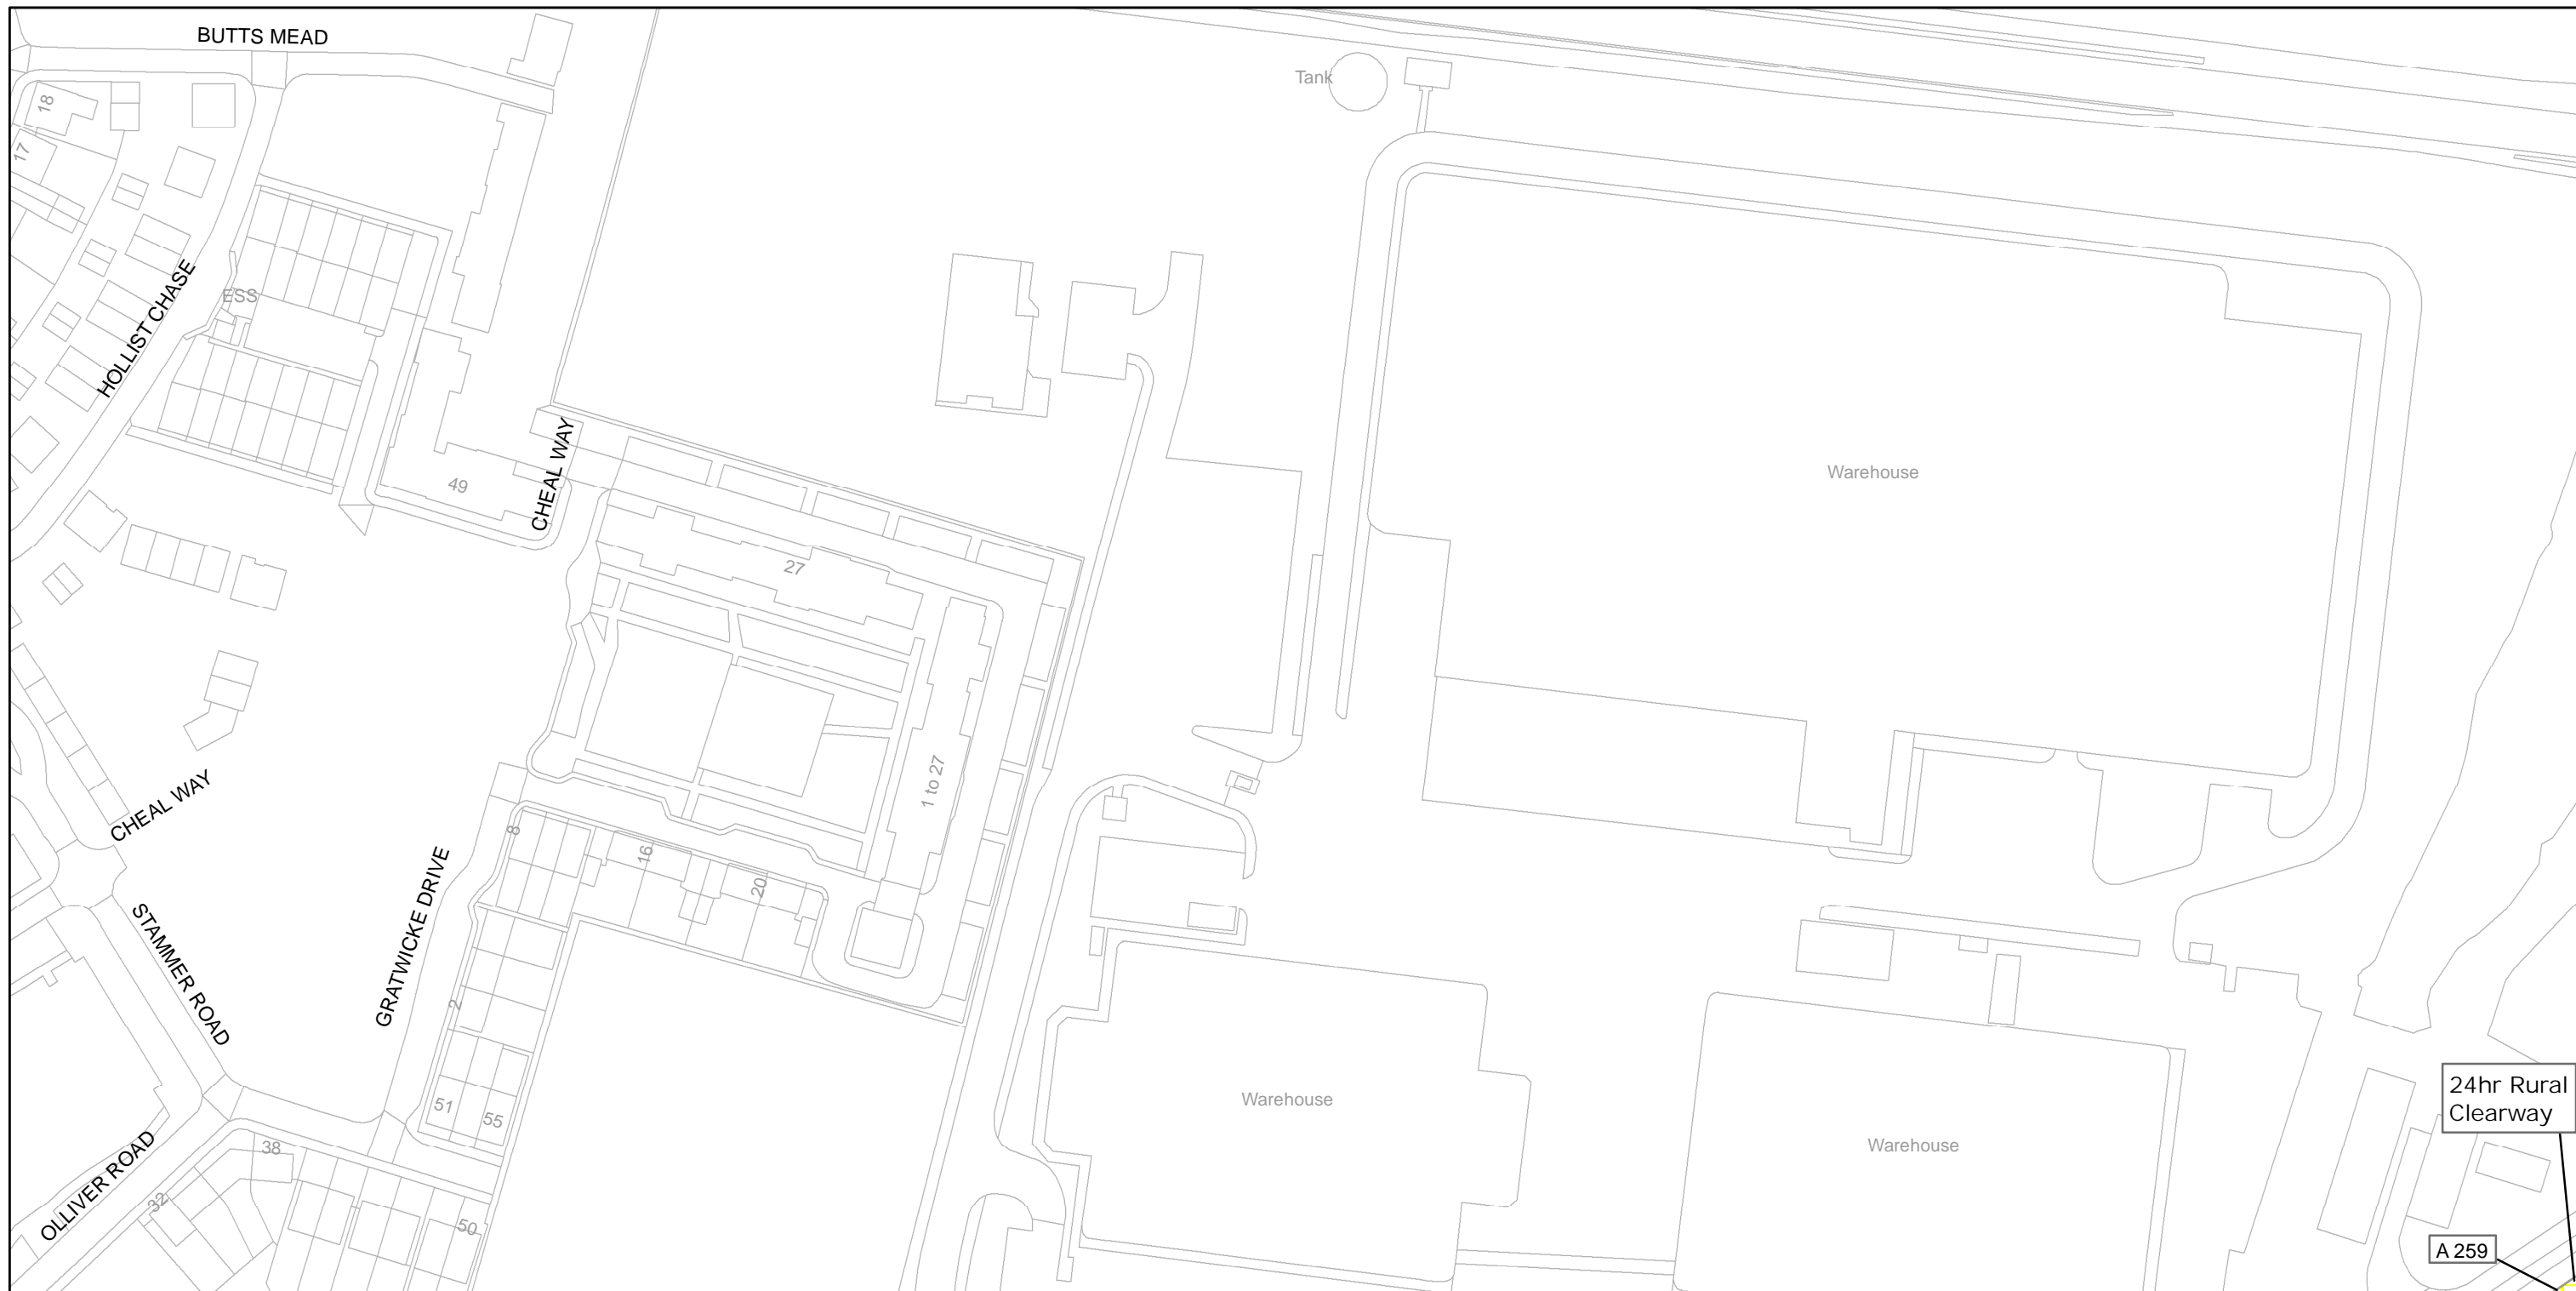 BUTTS MEAD
Tank
18
17
HOLLIST CHASE
ESS
CHEAL WAY
49
Warehouse
27
1 to 27
CHEAL WAY
8
16
20
GRATWICKE DRIVE
STAMMER ROAD
2
51
55
Warehouse
Warehouse
24hr Rural
Clearway
38
OLLIVER ROAD
32
50
A 259